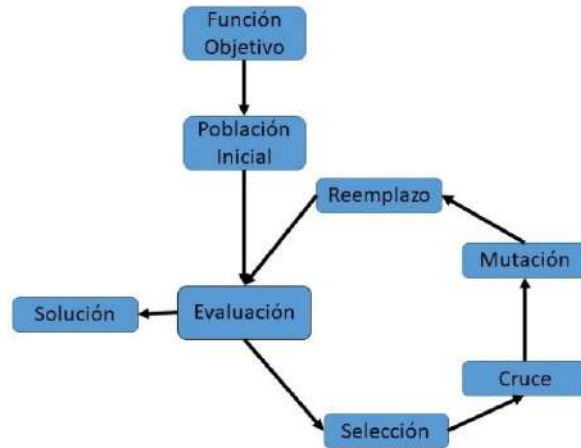 Función
Objetivo
Población
Inicial
Reemplazo
Mutación
Solución
Evaluación
Cruce
Selección